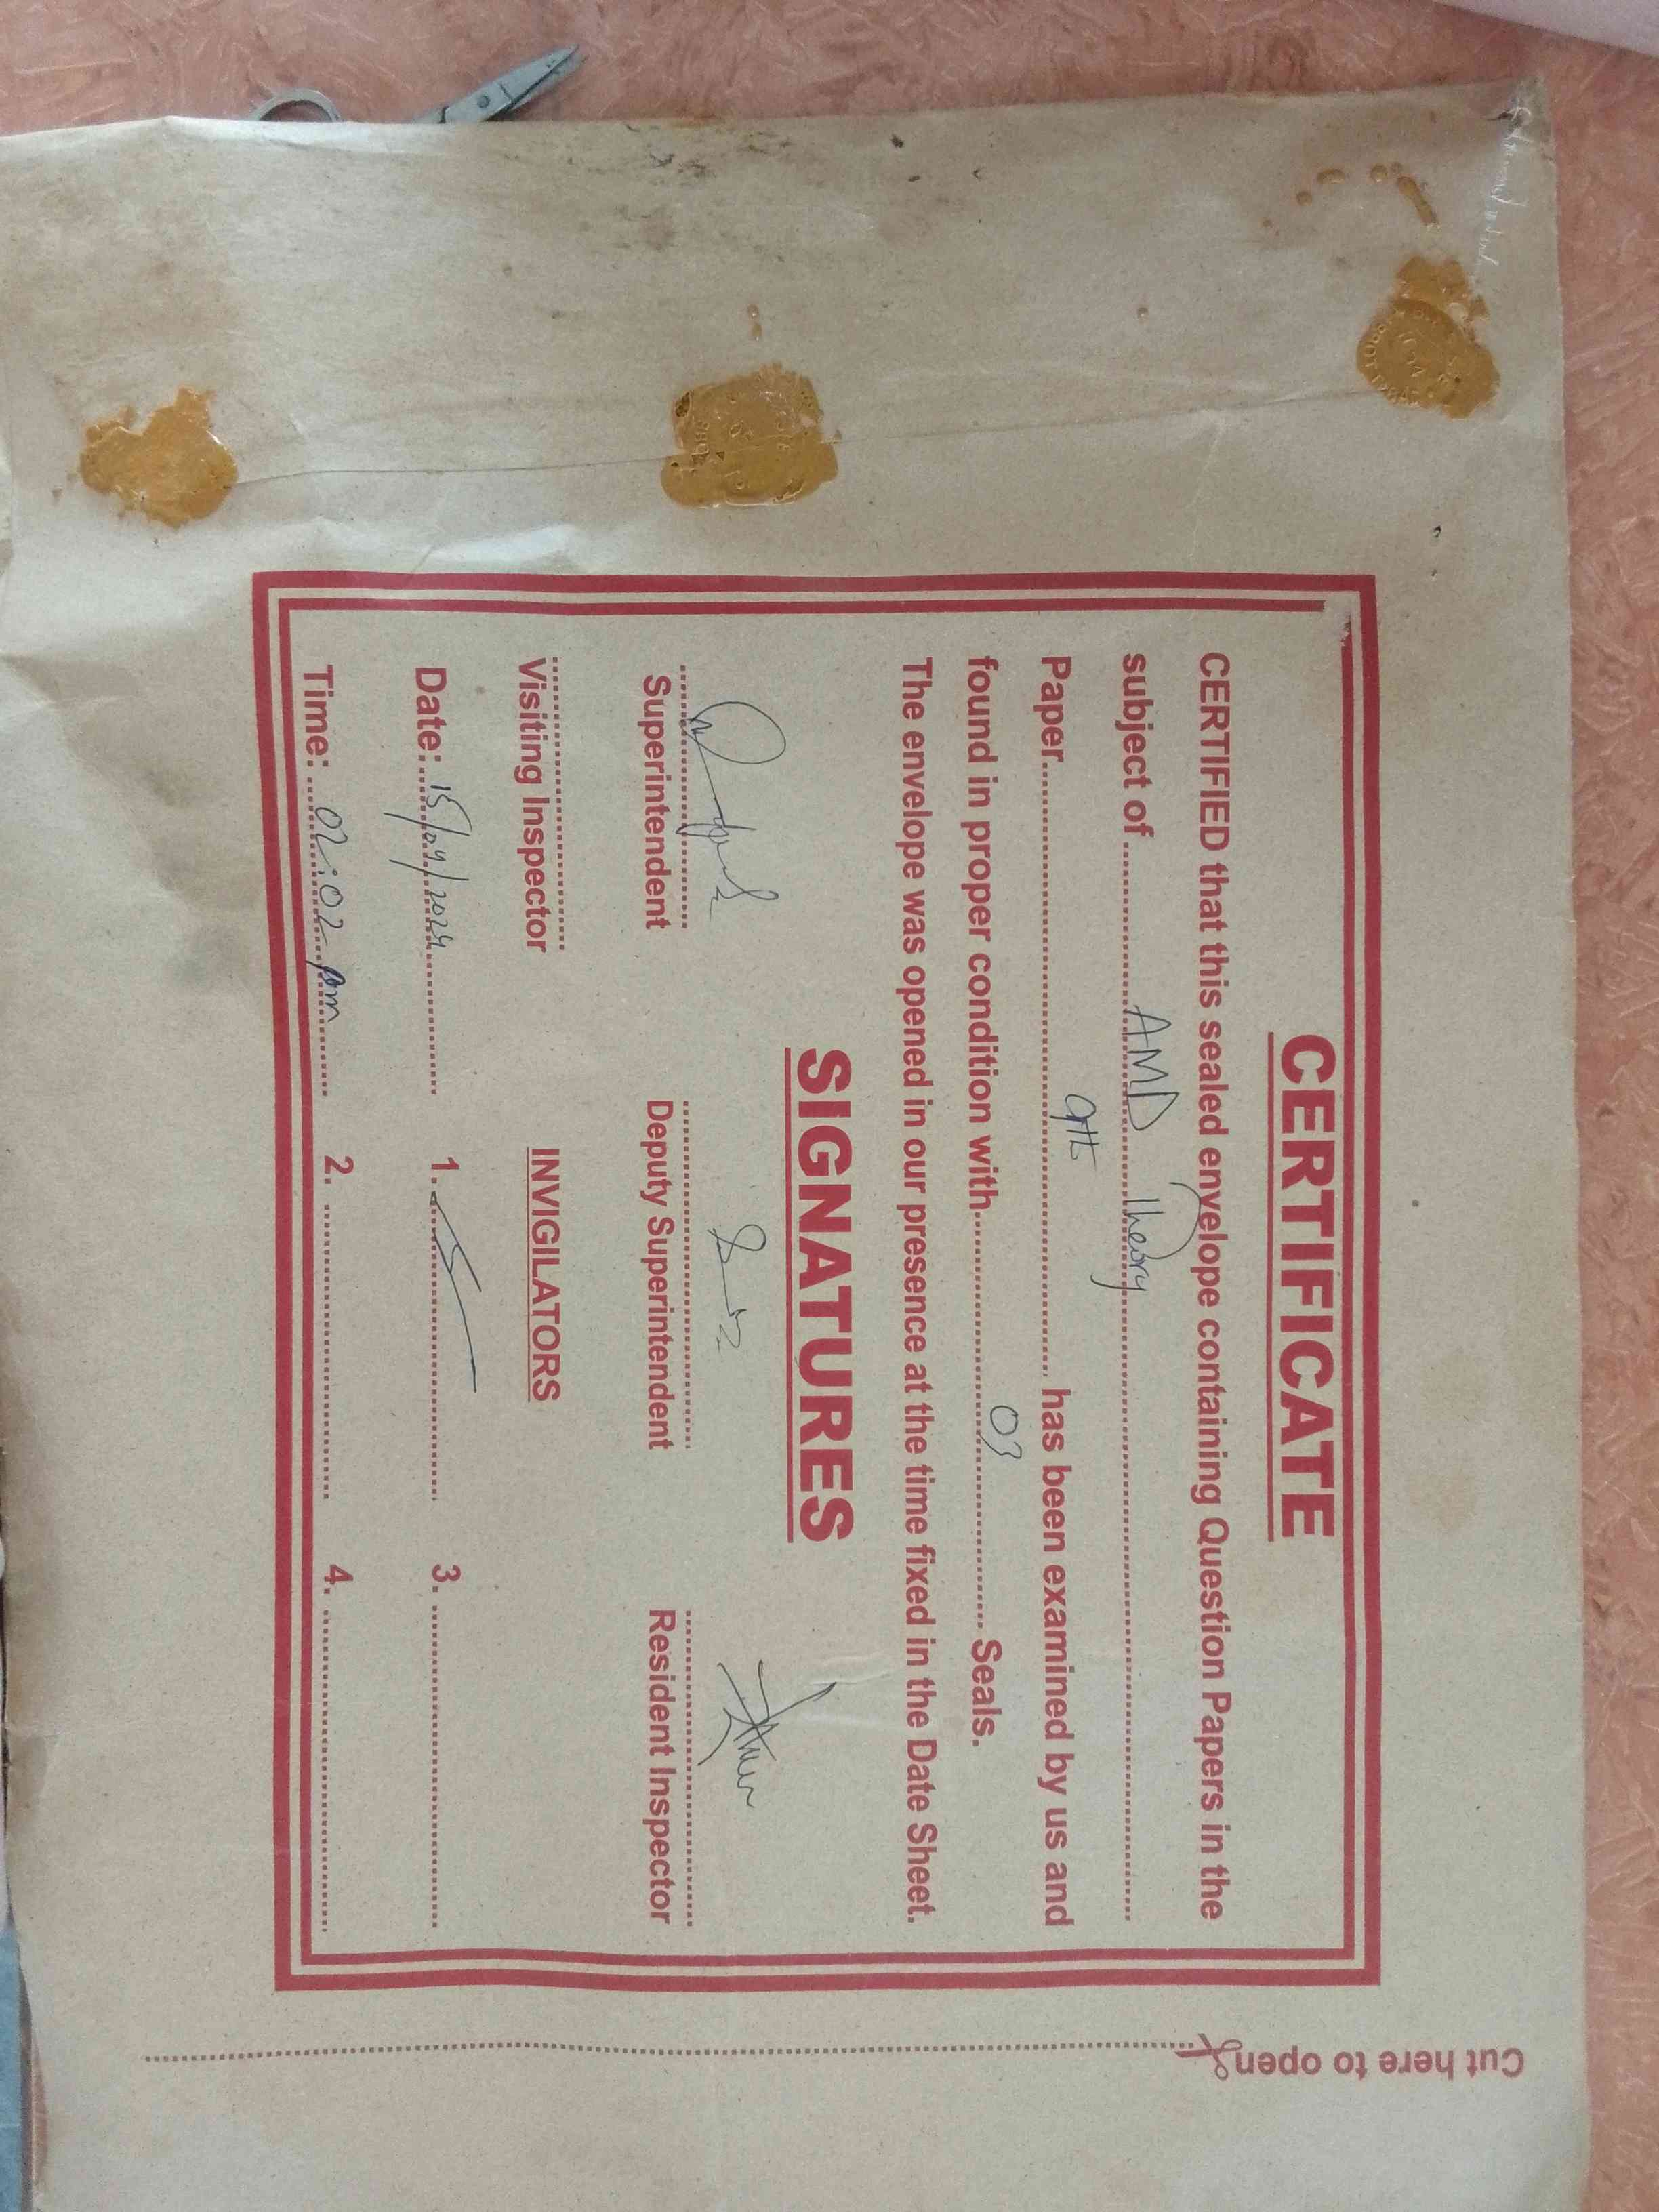 CERTIFICATE
CERTIFIED that this sealed envelope containing Question Papers in the
subject of .......... AMD Theory ..........
Paper.......... 9th .......... has been examined by us and
found in proper condition with.......... 03 .......... Seals.
The envelope was opened in our presence at the time fixed in the Date Sheet.
SIGNATURES
Superintendent Deputy Superintendent Resident Inspector
Visiting Inspector
INVIGILATORS
Date: 15/09/2024 1. .......... 3. ..........
Time: 02:02 pm 2. .......... 4. ..........
Cut here to open